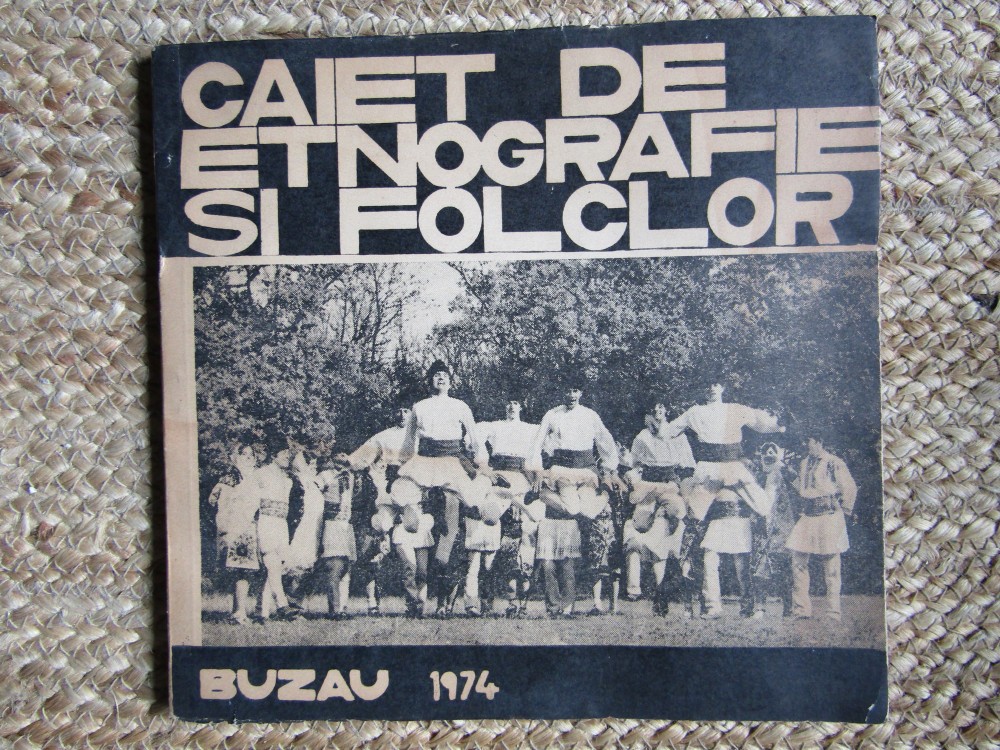 CAIET DE
ETNOGRAFIE
SI FOLCLOR
BUZAU 1974